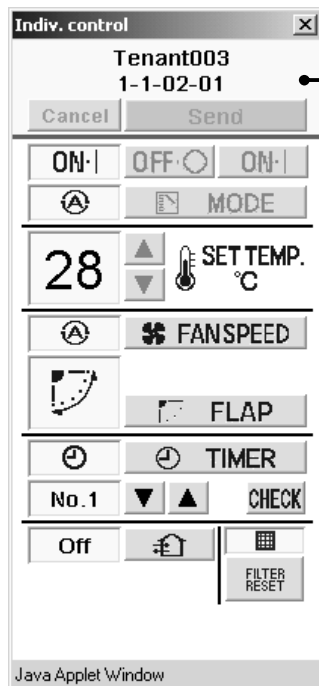 Indiv. control
Tenant003
1-1-02-01
Cancel Send
ON·| OFF·○ ON·|
A MODE
28 SET TEMP. °C
A FANSPEED
FLAP
TIMER
No.1 ▼ ▲ CHECK
Off
FILTER
RESET
Java Applet Window